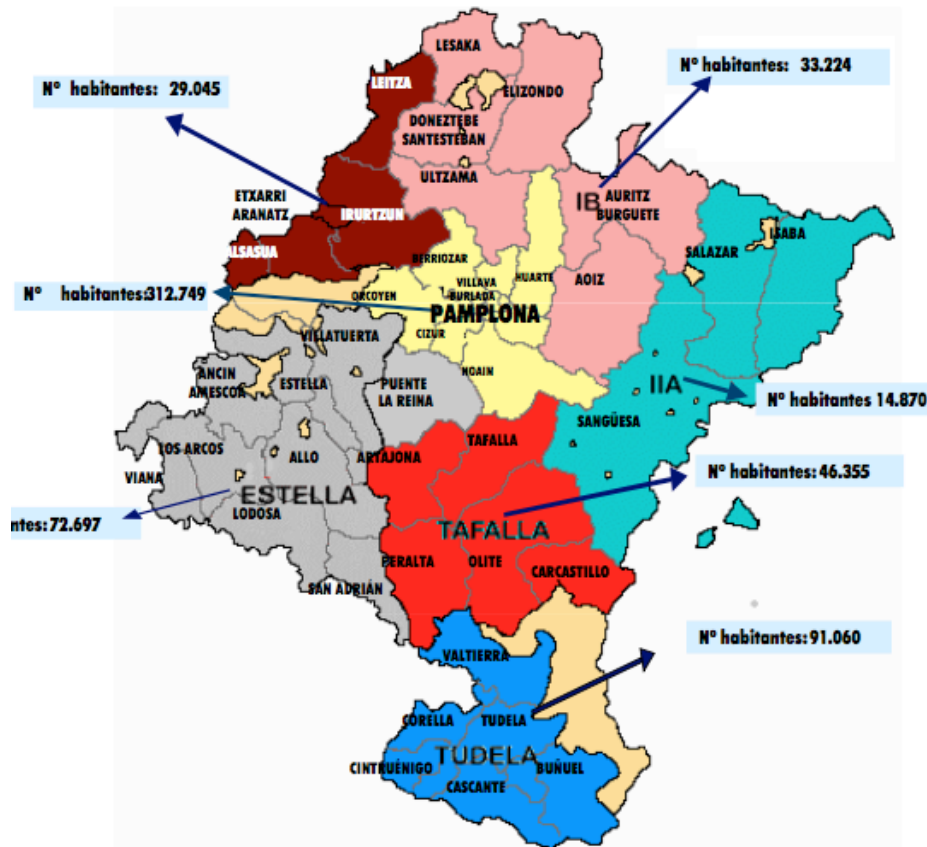 LESAKA
Nº habitantes: 33.224
LEITZA
Nº habitantes: 29.045
ELIZONDO
DONEZTEBE
SANTESTEBAN
ULTZAMA
ETXARRI
ARANATZ
IRURTZUN
IB
AURITZ
BURGUETE
ALSASUA
SALAZAR
ISABA
BERRIOZAR
AOIZ
HUARTE
VILLAVA
BURLADA
Nº habitantes:312.749
ORCOYEN
PAMPLONA
CIZUR
VILLATUERTA
NOAIN
ANCIN
AMESCOA
ESTELLA
PUENTE
LA REINA
IIA
Nº habitantes 14.870
SANGÜESA
TAFALLA
LOS ARCOS
ALLO
ARTAJONA
VIANA
Nº habitantes: 46.355
ESTELLA
LODOSA
antes: 72.697
TAFALLA
PERALTA
OLITE
CARCASTILLO
SAN ADRIÁN
Nº habitantes: 91.060
VALTIERRA
CORELLA
TUDELA
TUDELA
CINTRUÉNIGO
BUÑUEL
CASCANTE